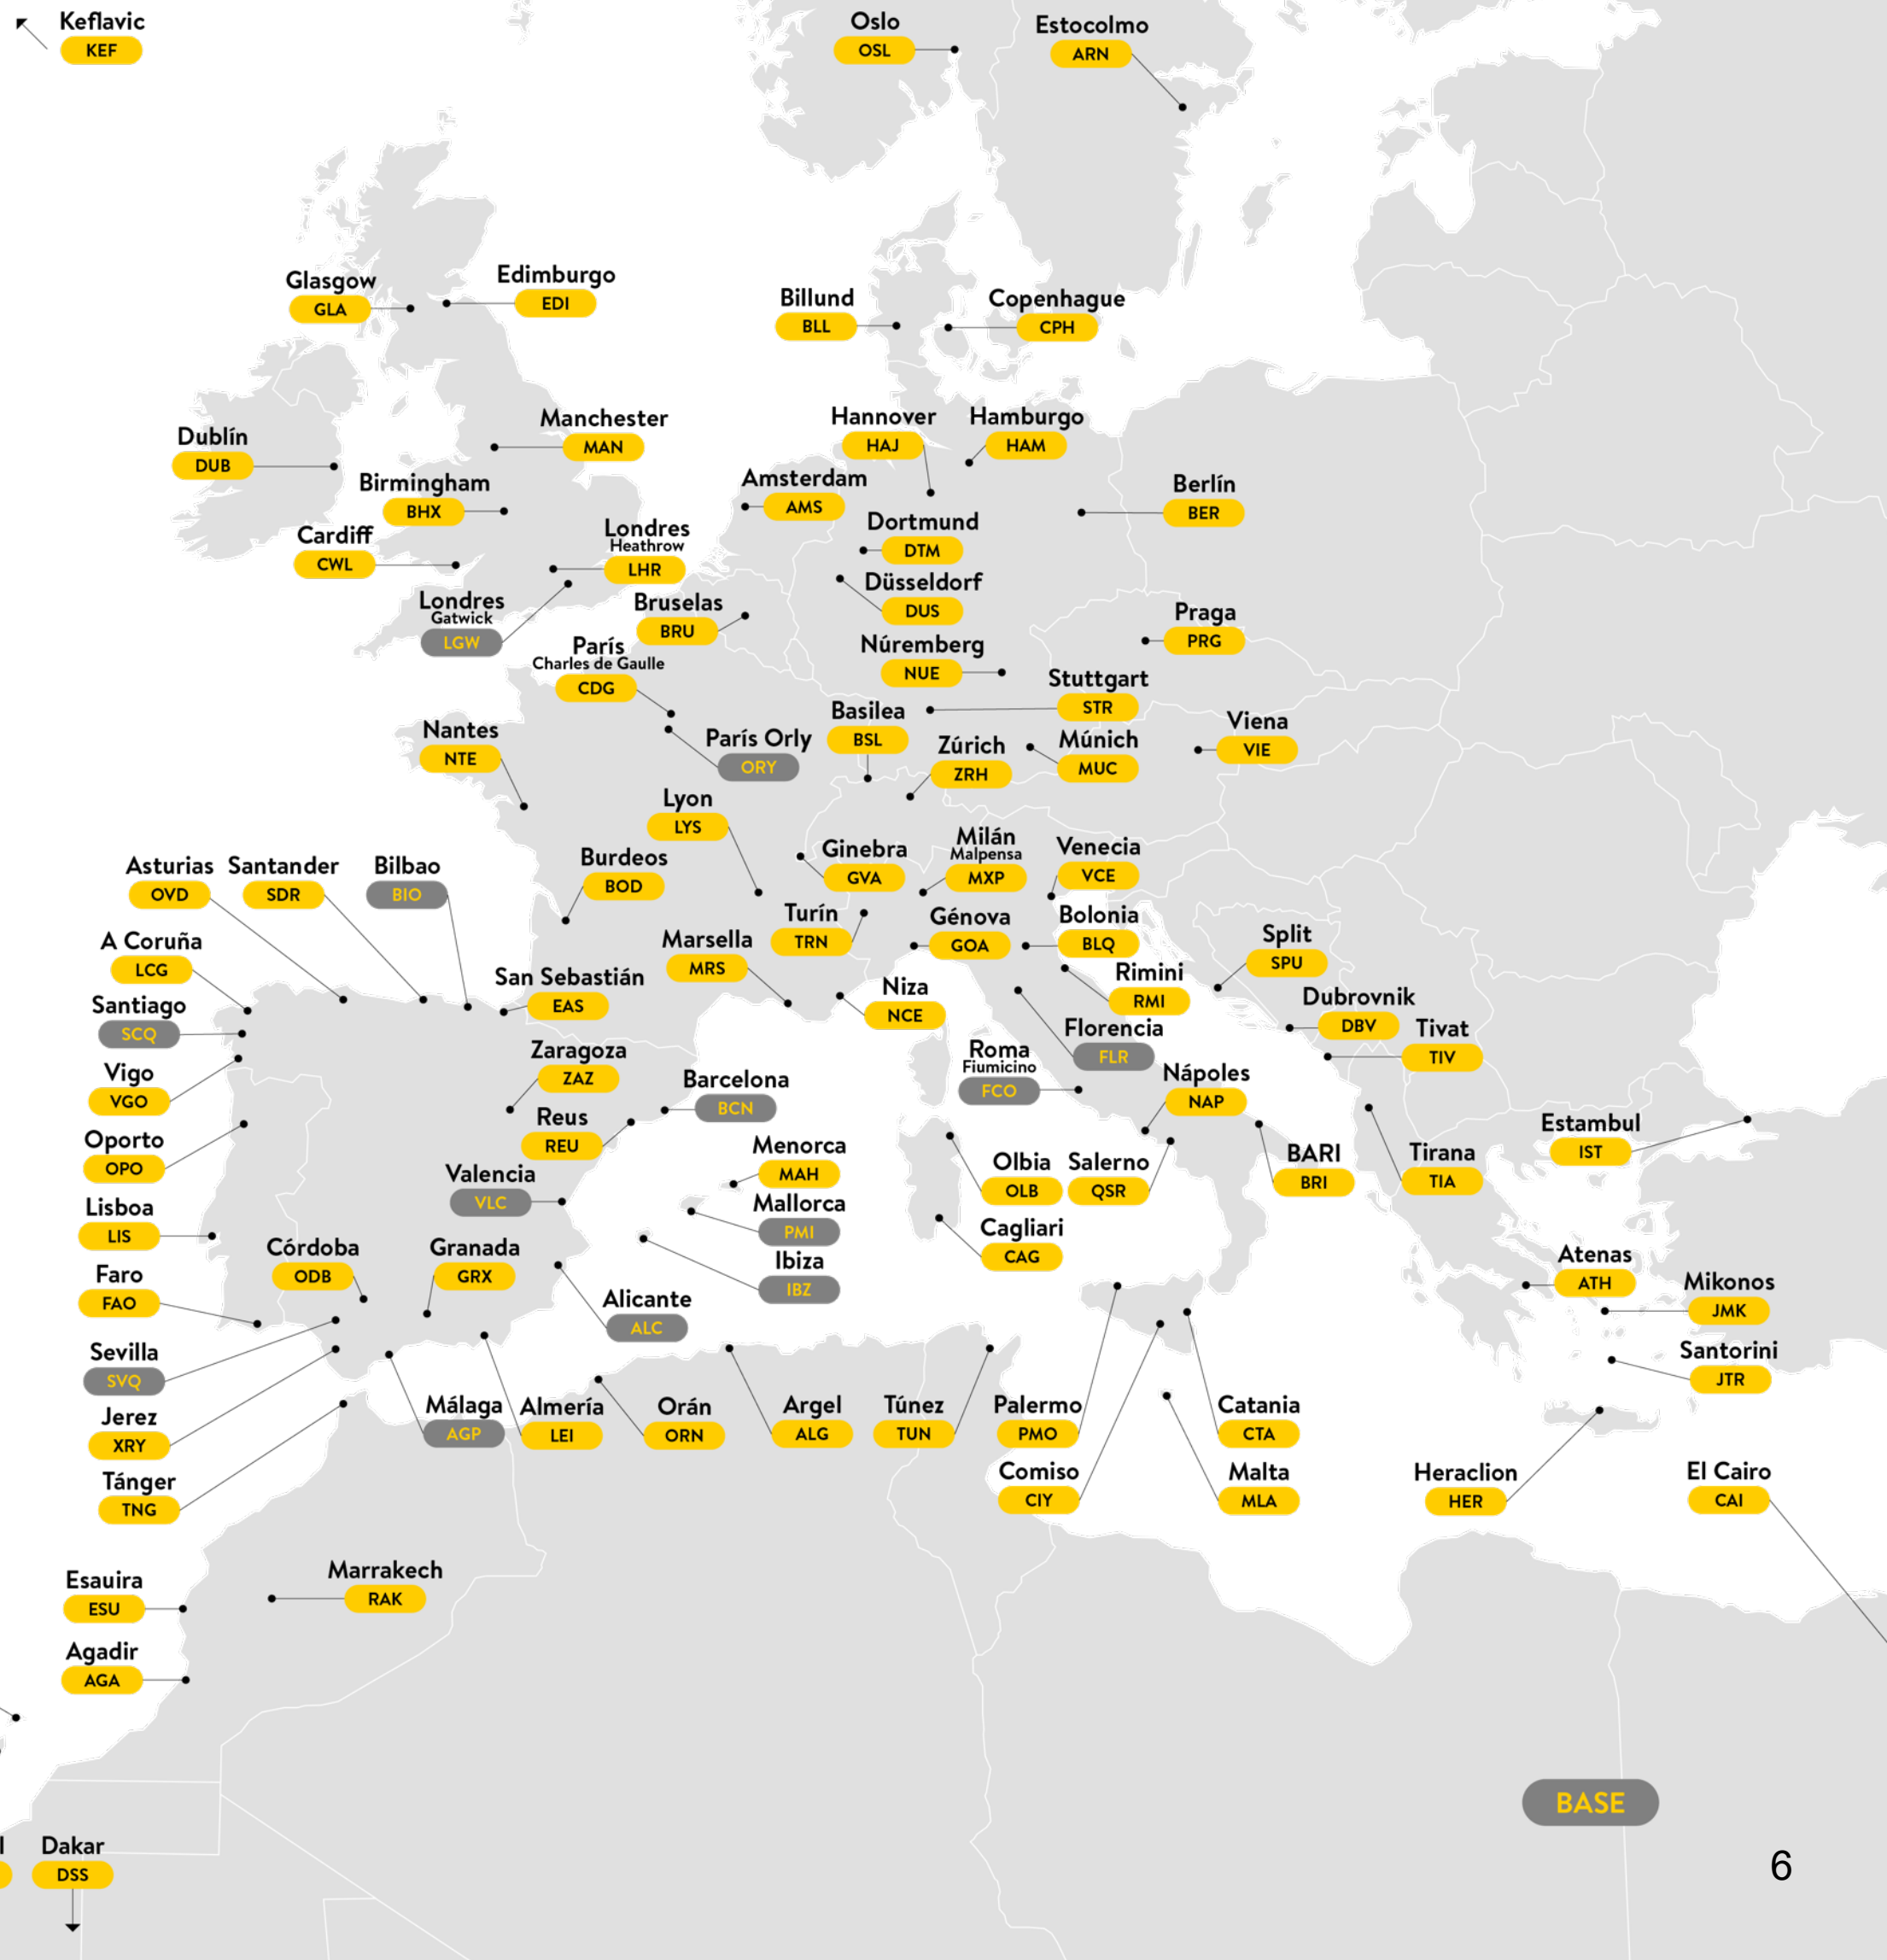 Keflavic
KEF
Oslo
OSL
Estocolmo
ARN
Glasgow
GLA
Edimburgo
EDI
Billund
BLL
Copenhague
CPH
Dublín
DUB
Manchester
MAN
Hannover
HAJ
Hamburgo
HAM
Birmingham
BHX
Amsterdam
AMS
Berlín
BER
Cardiff
CWL
Londres
Heathrow
LHR
Dortmund
DTM
Londres
Gatwick
LGW
Bruselas
BRU
Düsseldorf
DUS
Praga
PRG
París
Charles de Gaulle
CDG
Núremberg
NUE
Stuttgart
STR
Nantes
NTE
París Orly
ORY
Basilea
BSL
Zúrich
ZRH
Múnich
MUC
Viena
VIE
Lyon
LYS
Asturias
OVD
Santander
SDR
Bilbao
BIO
Burdeos
BOD
Ginebra
GVA
Milán
Malpensa
MXP
Venecia
VCE
A Coruña
LCG
Marsella
MRS
Turín
TRN
Génova
GOA
Bolonia
BLQ
Split
SPU
Santiago
SCQ
San Sebastián
EAS
Niza
NCE
Rimini
RMI
Dubrovnik
DBV
Tivat
TIV
Florencia
FLR
Vigo
VGO
Zaragoza
ZAZ
Barcelona
BCN
Roma
Fiumicino
FCO
Nápoles
NAP
Oporto
OPO
Reus
REU
Menorca
MAH
Olbia
OLB
Salerno
QSR
BARI
BRI
Tirana
TIA
Estambul
IST
Valencia
VLC
Mallorca
PMI
Lisboa
LIS
Córdoba
ODB
Granada
GRX
Ibiza
IBZ
Cagliari
CAG
Atenas
ATH
Mikonos
JMK
Faro
FAO
Alicante
ALC
Sevilla
SVQ
Santorini
JTR
Jerez
XRY
Málaga
AGP
Almería
LEI
Orán
ORN
Argel
ALG
Túnez
TUN
Palermo
PMO
Catania
CTA
Tánger
TNG
Comiso
CIY
Malta
MLA
Heraclion
HER
El Cairo
CAI
Esauira
ESU
Marrakech
RAK
Agadir
AGA
BASE
Dakar
DSS
6